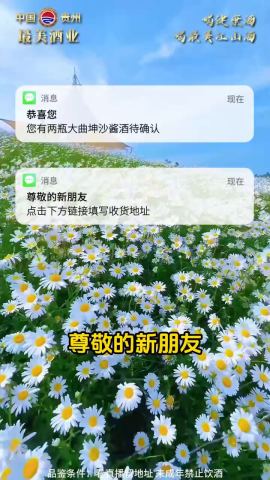 中国 贵州
最美酒业
喝健康酒
喝最美江山酒
消息
现在
恭喜您
您有两瓶大曲坤沙酱酒待确认
消息
现在
尊敬的新朋友
点击下方链接填写收货地址
尊敬的新朋友
品鉴条件：看直播留地址 未成年禁止饮酒